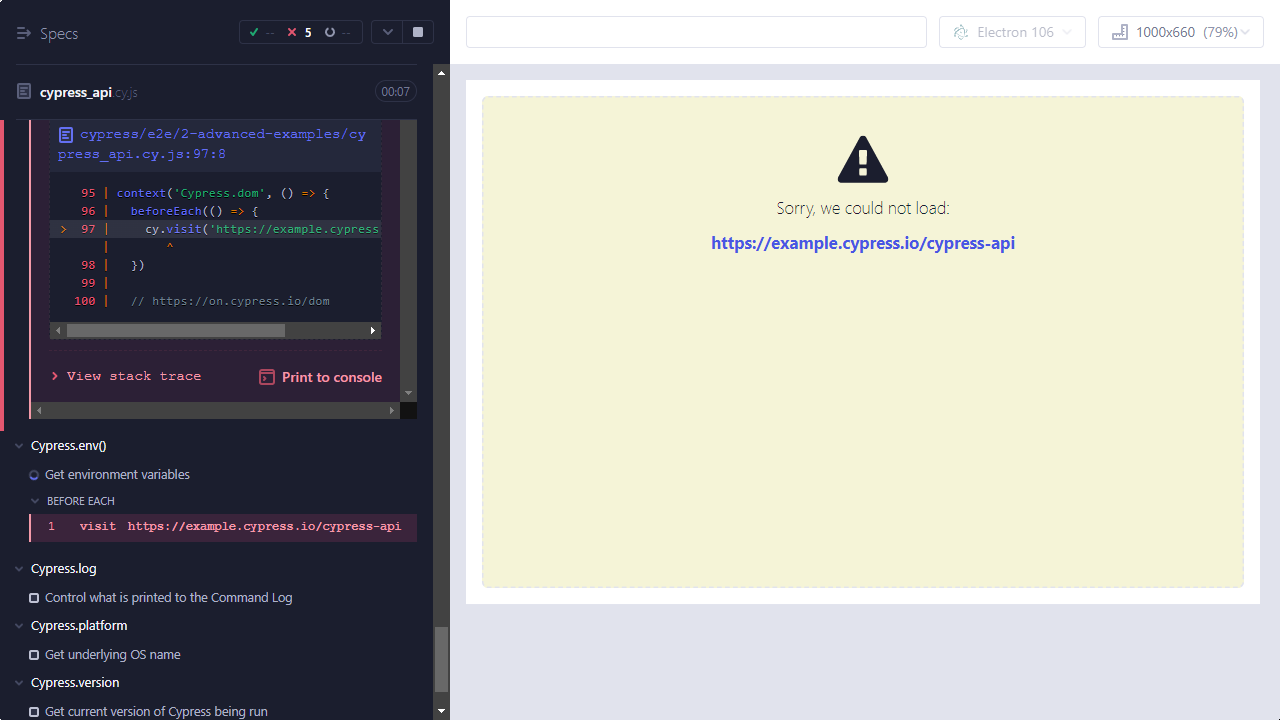 Specs
-- 5 --
Electron 106
1000x660 (79%)
cypress_api.cy.js
00:07
cypress/e2e/2-advanced-examples/cy
press_api.cy.js:97:8
95 | context('Cypress.dom', () => {
96 |   beforeEach(() => {
> 97 |     cy.visit('https://example.cypress
|        ^
98 |   })
99 |
100 |   // https://on.cypress.io/dom
> View stack trace
Print to console
Cypress.env()
Get environment variables
BEFORE EACH
1 visit https://example.cypress.io/cypress-api
Cypress.log
Control what is printed to the Command Log
Cypress.platform
Get underlying OS name
Cypress.version
Get current version of Cypress being run
Sorry, we could not load:
https://example.cypress.io/cypress-api